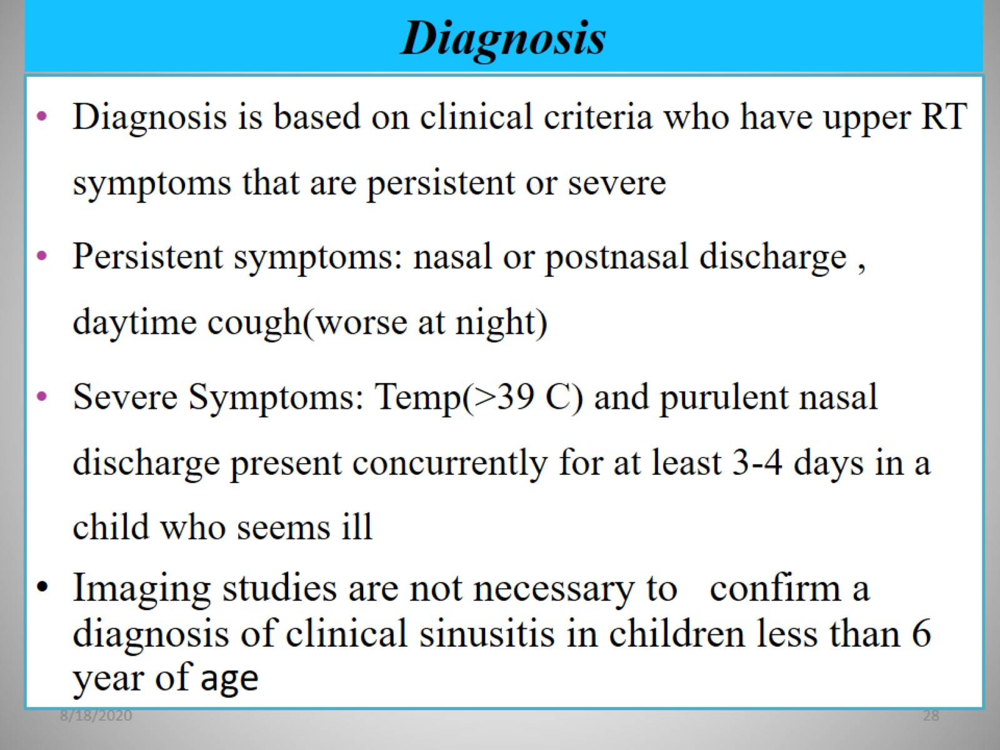 Diagnosis
• Diagnosis is based on clinical criteria who have upper RT
symptoms that are persistent or severe
• Persistent symptoms: nasal or postnasal discharge ,
daytime cough(worse at night)
• Severe Symptoms: Temp(>39 C) and purulent nasal
discharge present concurrently for at least 3-4 days in a
child who seems ill
• Imaging studies are not necessary to confirm a
diagnosis of clinical sinusitis in children less than 6
year of age
8/18/2020
28